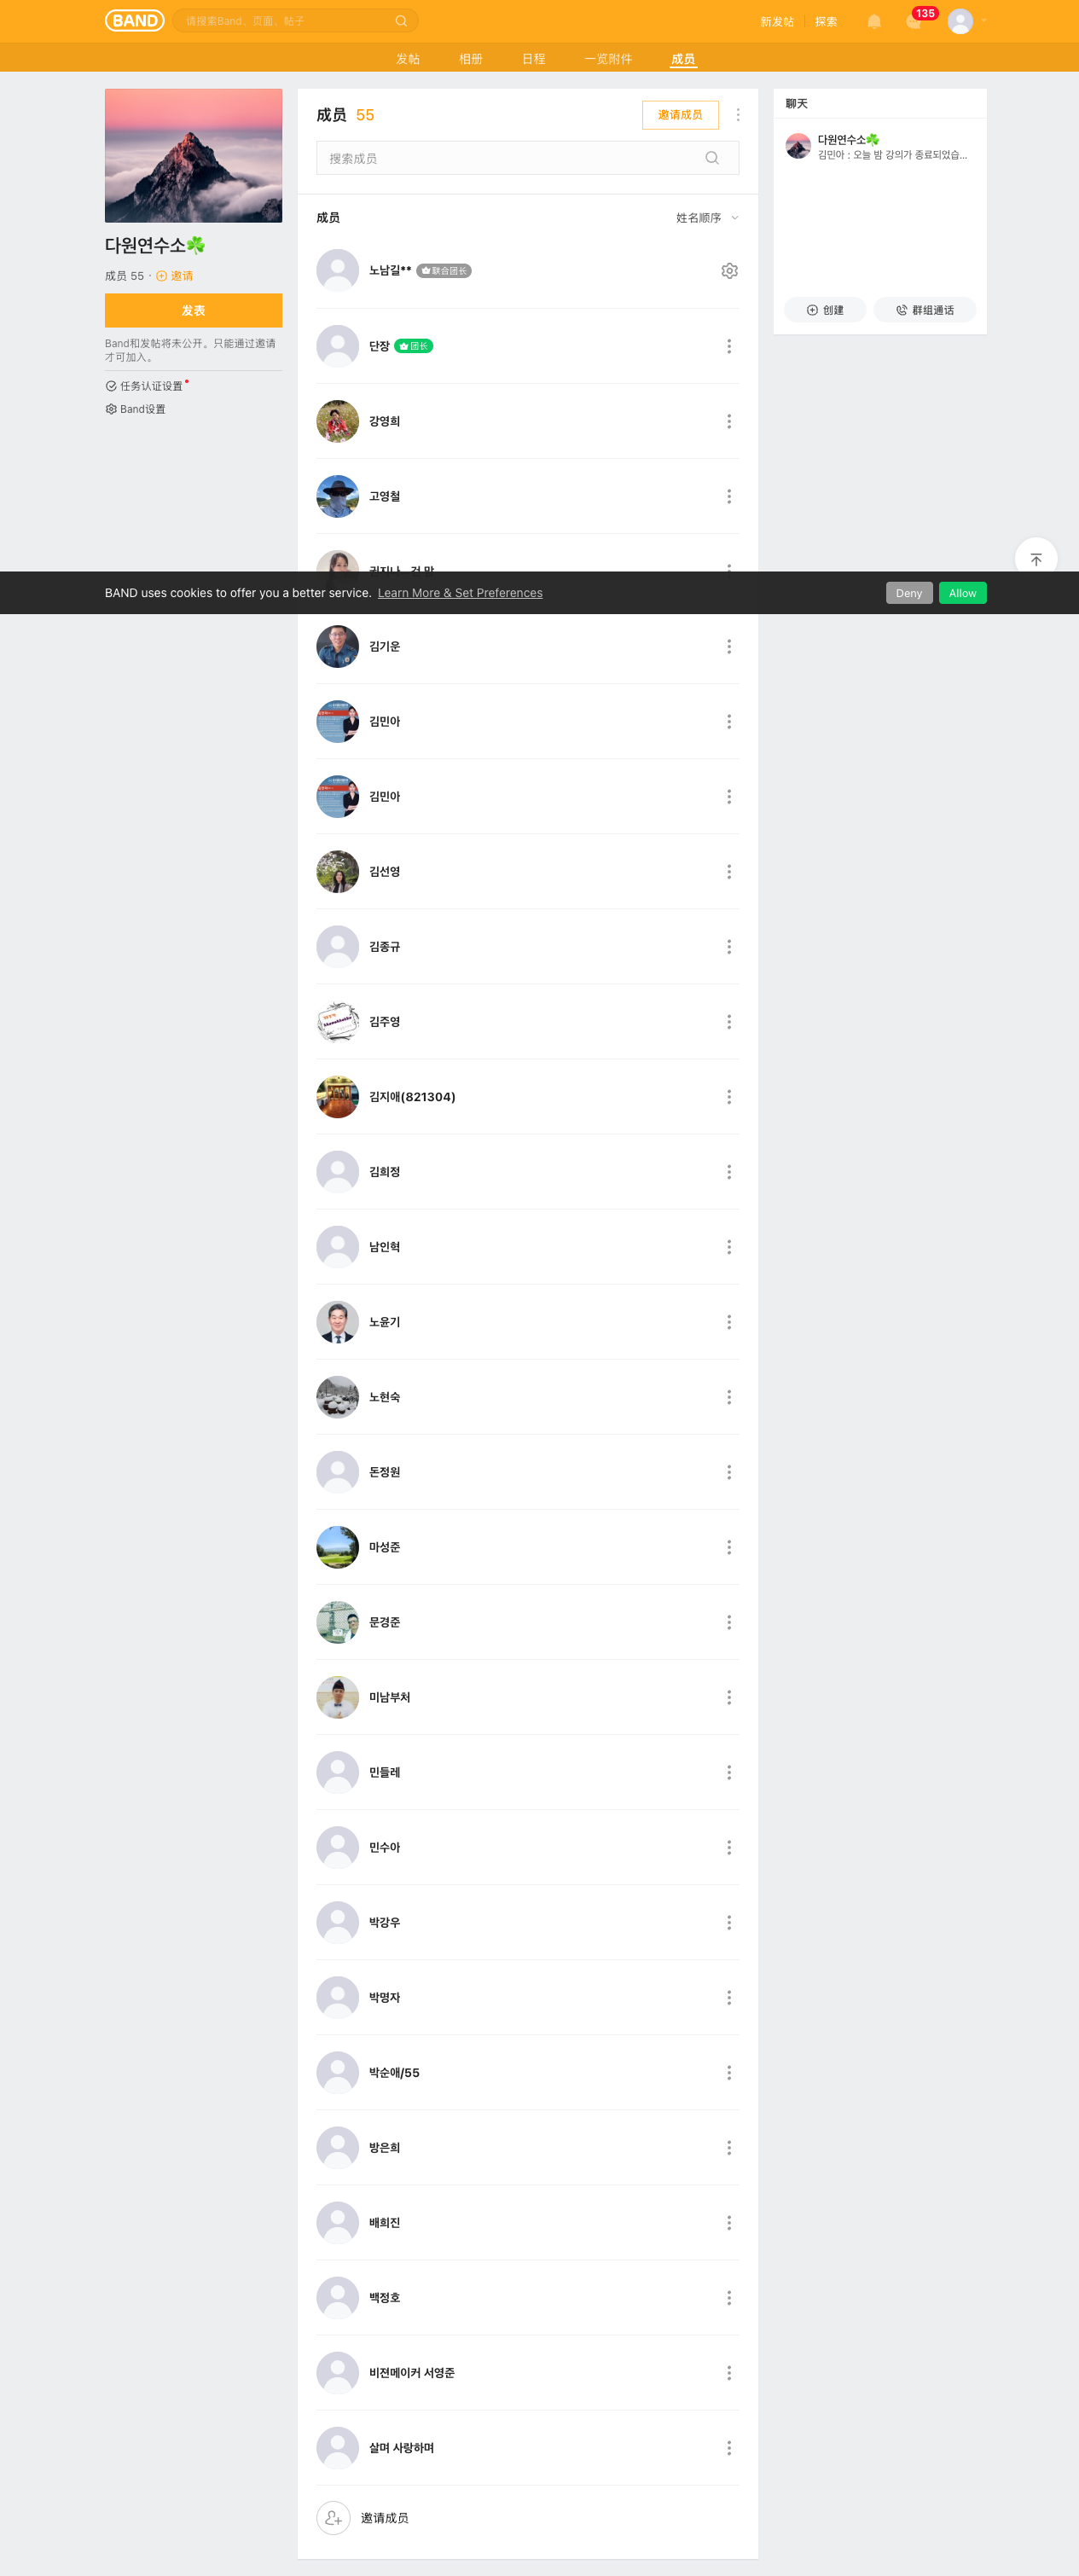 BAND
请搜索Band、页面、帖子
新发帖
探索
135
发帖
相册
日程
一览附件
成员
다원연수소☘️
成员 55 · 邀请
发表
Band和发帖将未公开。只能通过邀请
才可加入。
任务认证设置
Band设置
成员 55
邀请成员
搜索成员
成员
姓名顺序
노남길** 联合团长
단장 团长
강영희
고영철
BAND uses cookies to offer you a better service. Learn More & Set Preferences
Deny
Allow
김기운
김민아
김민아
김선영
김종규
김주영
김지애(821304)
김희정
남인혁
노윤기
노현숙
돈정원
마성준
문경준
미남부처
민들레
민수아
박강우
박명자
박순애/55
방은희
배희진
백정호
비젼메이커 서영준
살며 사랑하며
邀请成员
聊天
다원연수소☘️
김민아 : 오늘 밤 강의가 종료되었습...
创建
群组通话